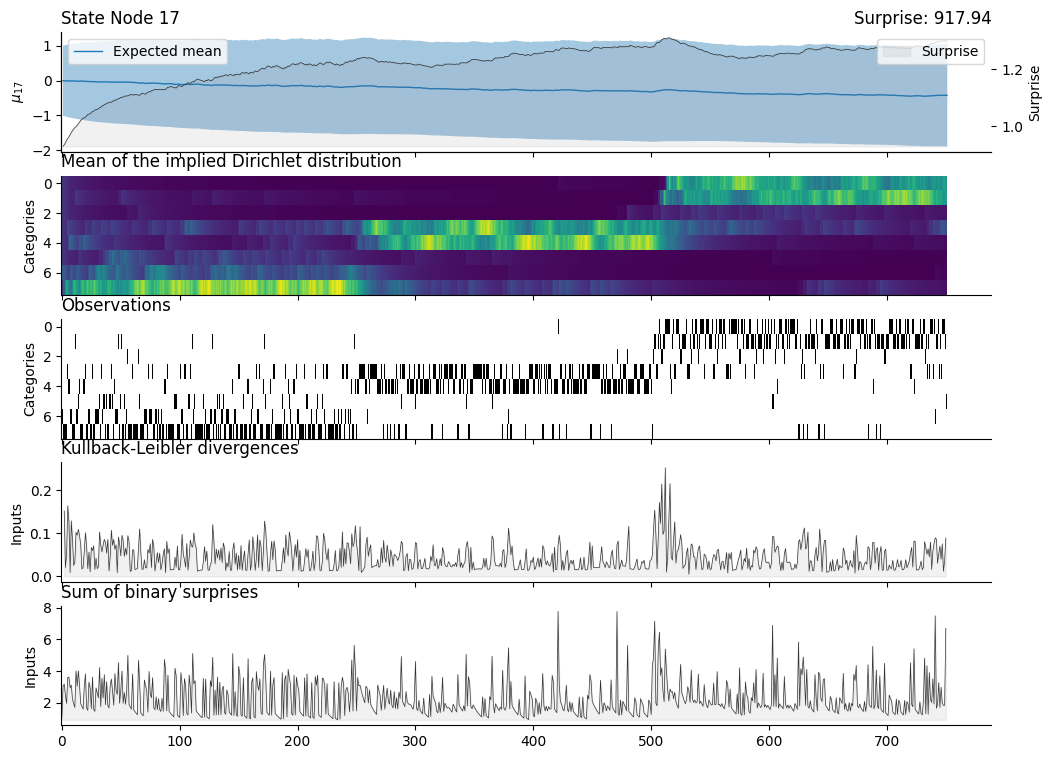 State Node 17 Surprise: 917.94
Expected mean
Surprise
1
0
−1
−2
μ17
1.2
1.0
Surprise
Mean of the implied Dirichlet distribution
0
2
4
6
Categories
Observations
0
2
4
6
Categories
Kullback-Leibler divergences
0.2
0.1
0.0
Inputs
Sum of binary surprises
8
6
4
2
Inputs
0 100 200 300 400 500 600 700